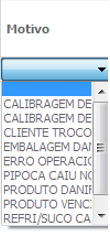 Motivo
CALIBRAGEM DE
CALIBRAGEM DE
CLIENTE TROCO
EMBALAGEM DAN
ERRO OPERACIO
PIPOCA CAIU NO
PRODUTO DANIF
PRODUTO VENCI
REFRI/SUCO CA